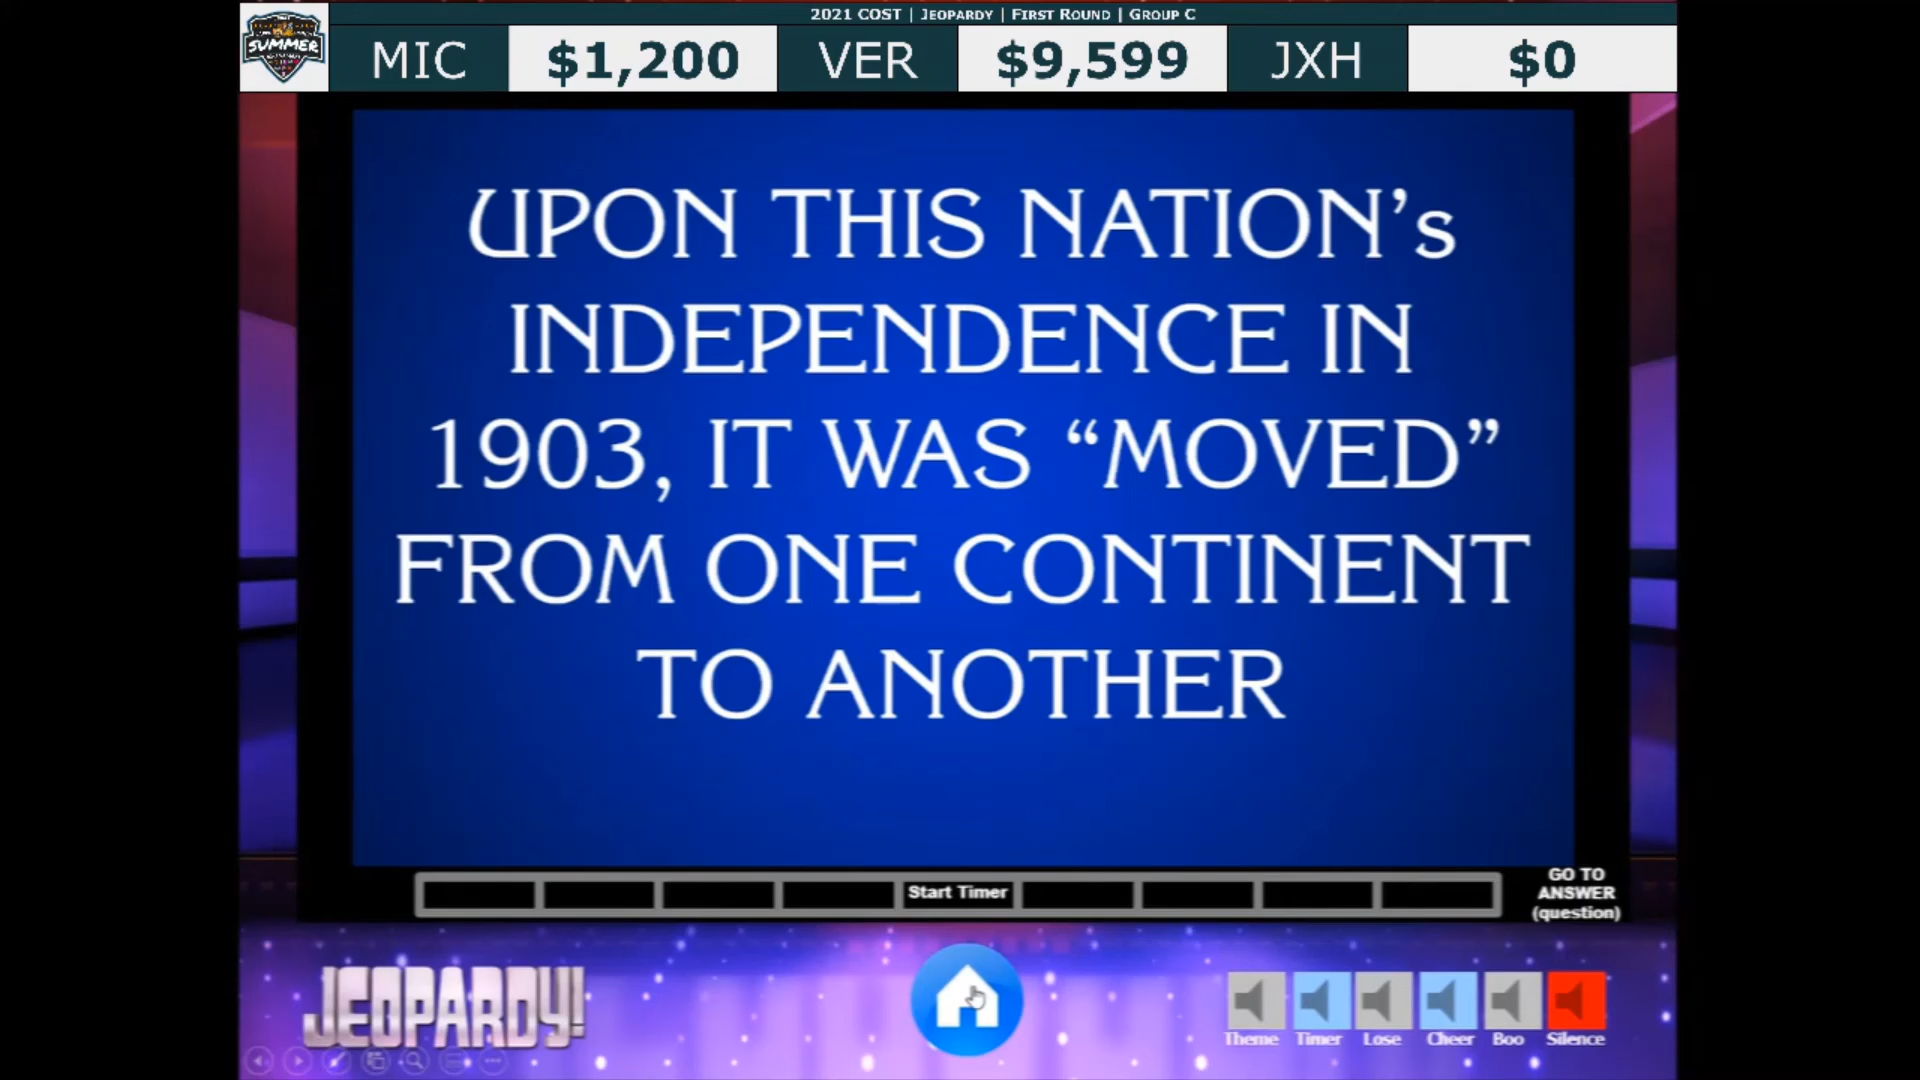 2021 COST | JEOPARDY | FIRST ROUND | GROUP C
SUMMER
MIC $1,200 VER $9,599 JXH $0
UPON THIS NATION's
INDEPENDENCE IN
1903, IT WAS “MOVED”
FROM ONE CONTINENT
TO ANOTHER
Start Timer
GO TO
ANSWER
(question)
JEOPARDY!
Theme Timer Lose Cheer Boo Silence